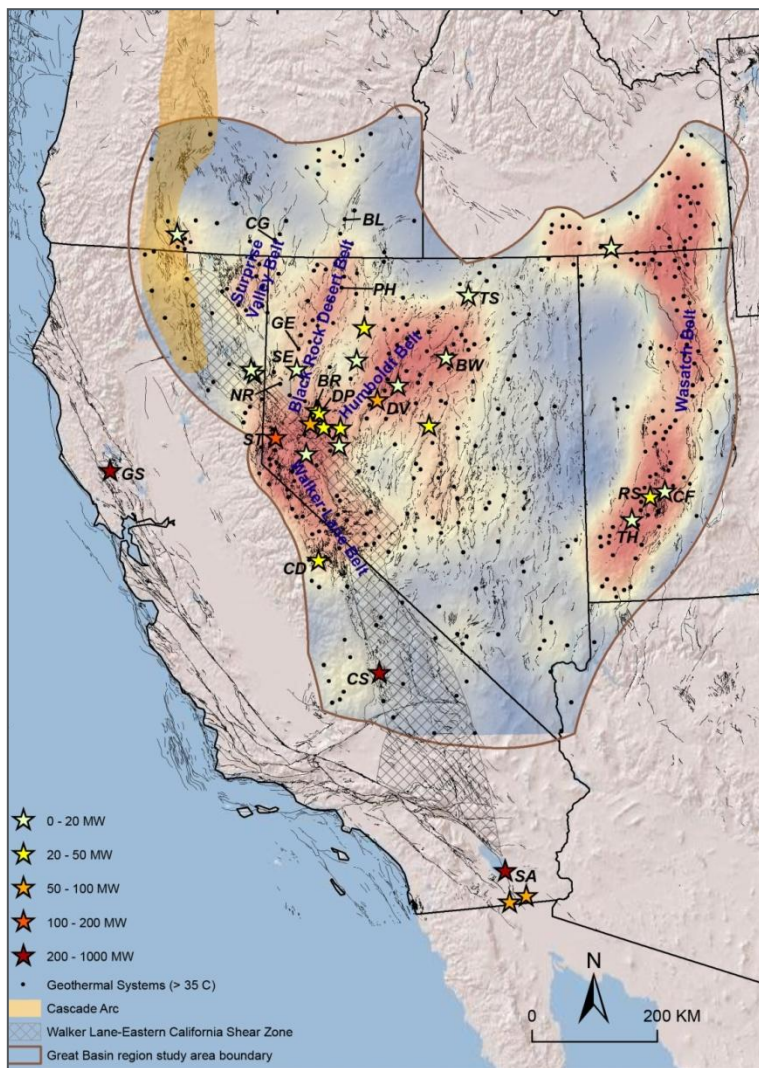 CG
BL
Surprise
Valley Belt
PH
TS
GE
Black Rock Desert Belt
SE
BR
Humboldt Belt
BW
NR
DP
DV
ST
Wasatch Belt
GS
Walker Lane Belt
RS
CF
TH
CD
CS
SA
0 - 20 MW
20 - 50 MW
50 - 100 MW
100 - 200 MW
200 - 1000 MW
Geothermal Systems (> 35 C)
Cascade Arc
Walker Lane-Eastern California Shear Zone
Great Basin region study area boundary
N
0
200 KM